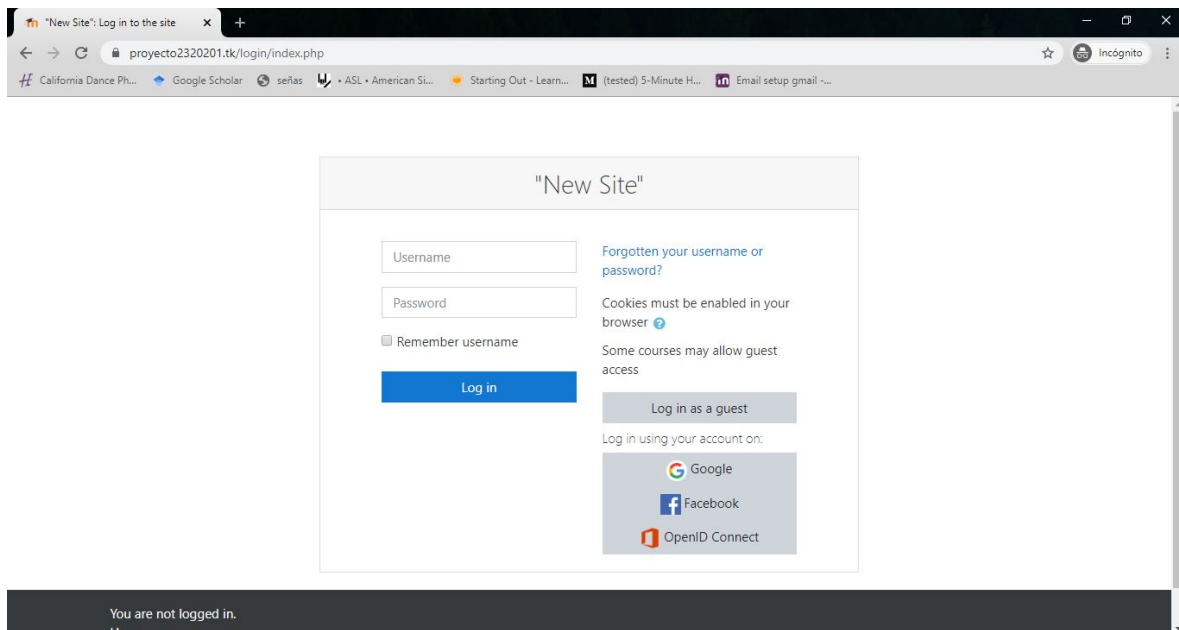 "New Site": Log in to the site
proyecto2320201.tk/login/index.php
Incógnito
California Dance Ph... Google Scholar señas • ASL • American Si... Starting Out - Learn... (tested) 5-Minute H... Email setup gmail -...
"New Site"
Username
Password
Remember username
Log in
Forgotten your username or
password?
Cookies must be enabled in your
browser
Some courses may allow guest
access
Log in as a guest
Log in using your account on:
Google
Facebook
OpenID Connect
You are not logged in.